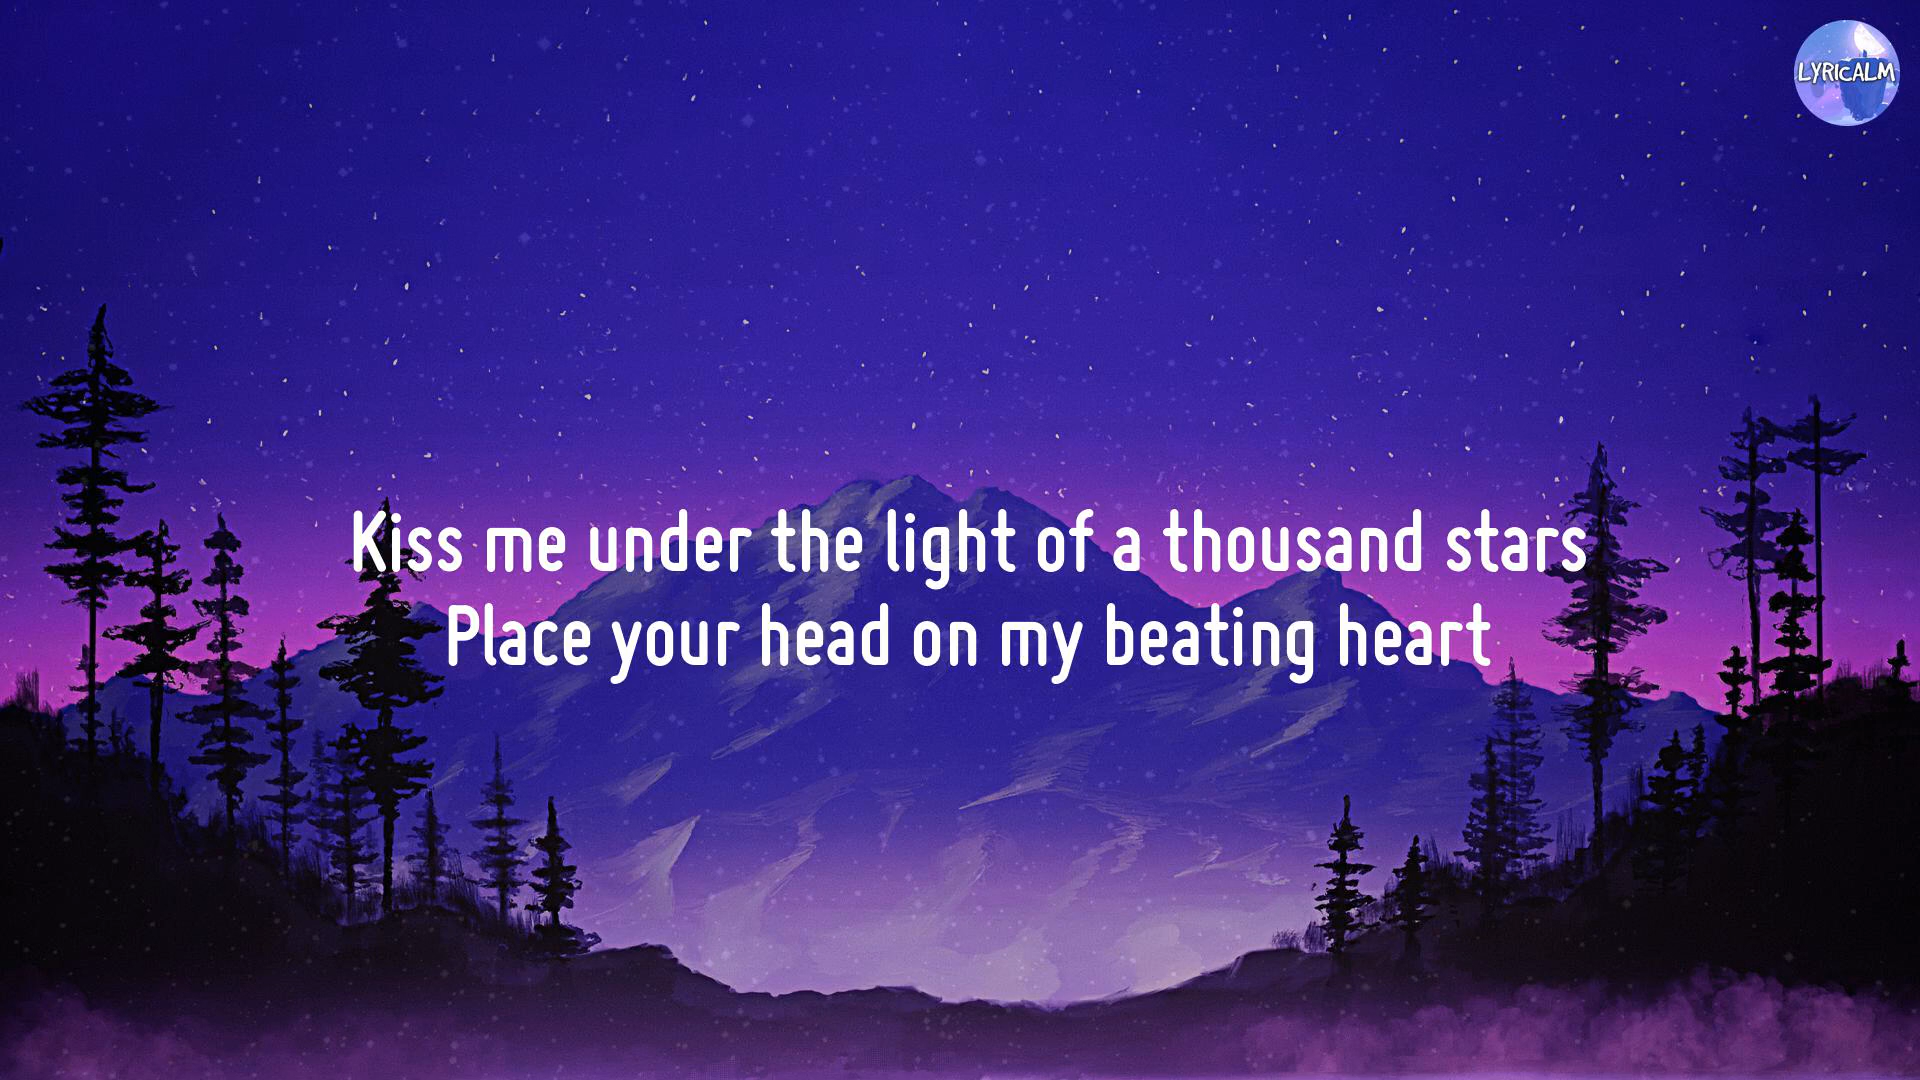 LYRICALM
Kiss me under the light of a thousand stars
Place your head on my beating heart